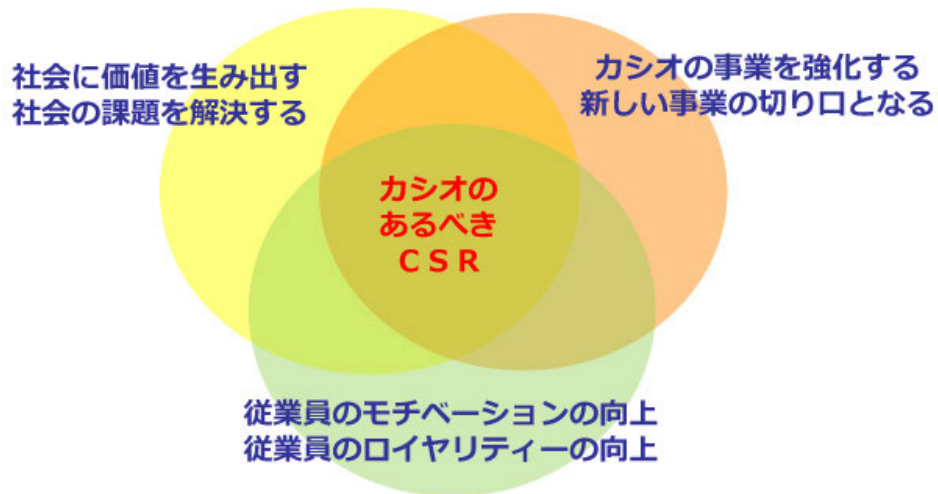 社会に価値を生み出す
社会の課題を解決する
カシオの事業を強化する
新しい事業の切り口となる
カシオの
あるべき
ＣＳＲ
従業員のモチベーションの向上
従業員のロイヤリティーの向上